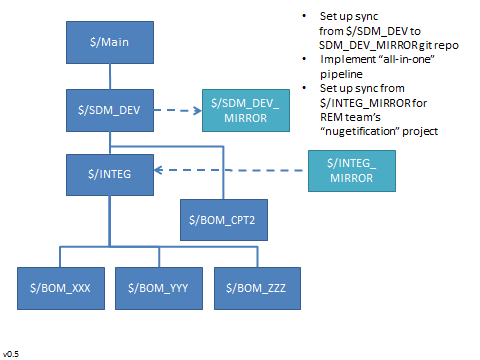 $/Main
• Set up sync
from $/SDM_DEV to
SDM_DEV_MIRROR git repo
• Implement “all-in-one”
pipeline
• Set up sync from
$/INTEG_MIRROR for
REM team’s
“nugetification” project
$/SDM_DEV
$/SDM_DEV_
MIRROR
$/INTEG
$/INTEG_
MIRROR
$/BOM_CPT2
$/BOM_XXX
$/BOM_YYY
$/BOM_ZZZ
v0.5